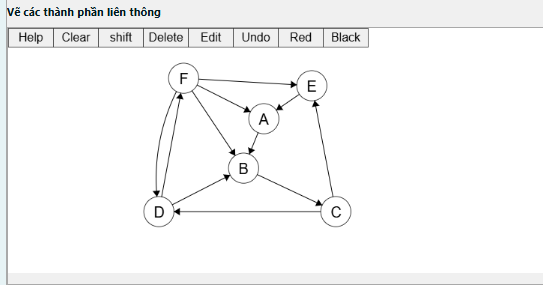 Vẽ các thành phần liên thông
Help Clear shift Delete Edit Undo Red Black
F
E
A
B
D
C